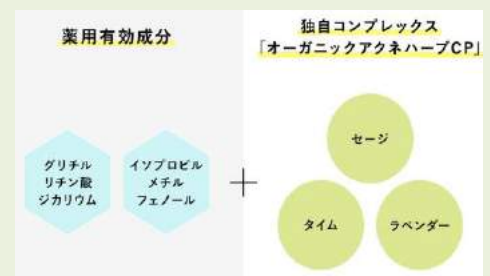 薬用有効成分
独自コンプレックス
「オーガニックアクネハーブCP」
グリチル
リチン酸
ジカリウム
イソプロピル
メチル
フェノール
＋
セージ
タイム
ラベンダー